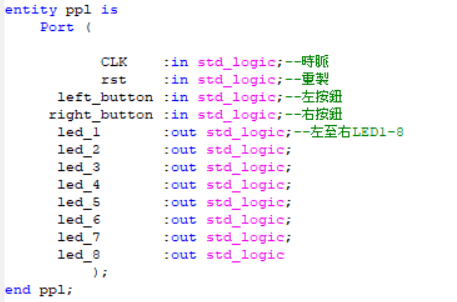 entity ppl is
Port (
CLK :in std_logic;--時脈
rst :in std_logic;--重製
left_button :in std_logic;--左按鈕
right_button :in std_logic;--右按鈕
led_1 :out std_logic;--左至右LED1-8
led_2 :out std_logic;
led_3 :out std_logic;
led_4 :out std_logic;
led_5 :out std_logic;
led_6 :out std_logic;
led_7 :out std_logic;
led_8 :out std_logic
);
end ppl;